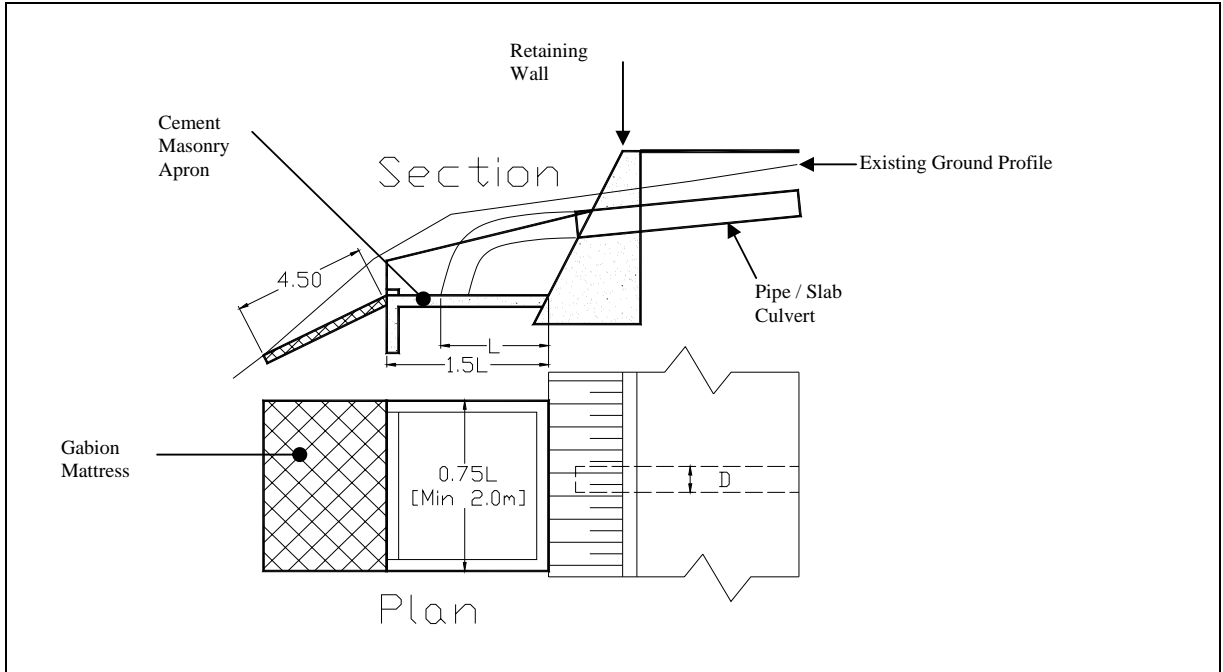 Retaining
Wall
Cement
Masonry
Apron
Section
Existing Ground Profile
4.50
Pipe / Slab
Culvert
L
1.5L
Gabion
Mattress
0.75L
[Min 2.0m]
D
Plan